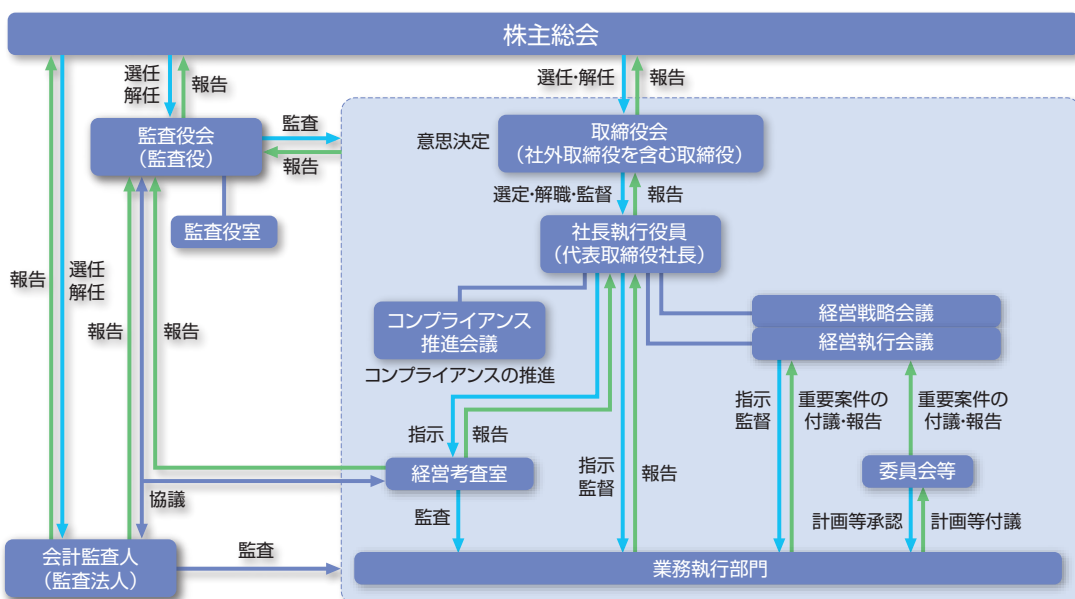 株主総会
選任
解任
報告
選任・解任
報告
監査役会
（監査役）
監査
報告
意思決定
取締役会
（社外取締役を含む取締役）
選定・解職・監督
報告
監査役室
社長執行役員
（代表取締役社長）
報告
選任
解任
報告
報告
コンプライアンス
推進会議
コンプライアンスの推進
経営戦略会議
経営執行会議
指示
監督
重要案件の
付議・報告
重要案件の
付議・報告
指示
報告
経営考査室
指示
監督
報告
委員会等
協議
監査
計画等承認
計画等付議
会計監査人
（監査法人）
監査
業務執行部門